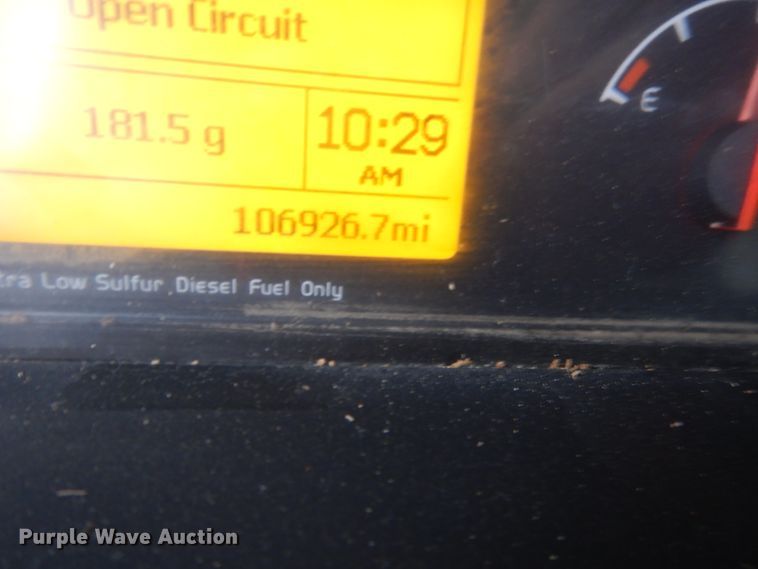 Open Circuit
181.5 g
10:29
AM
106926.7mi
tra Low Sulfur Diesel Fuel Only
E
Purple Wave Auction